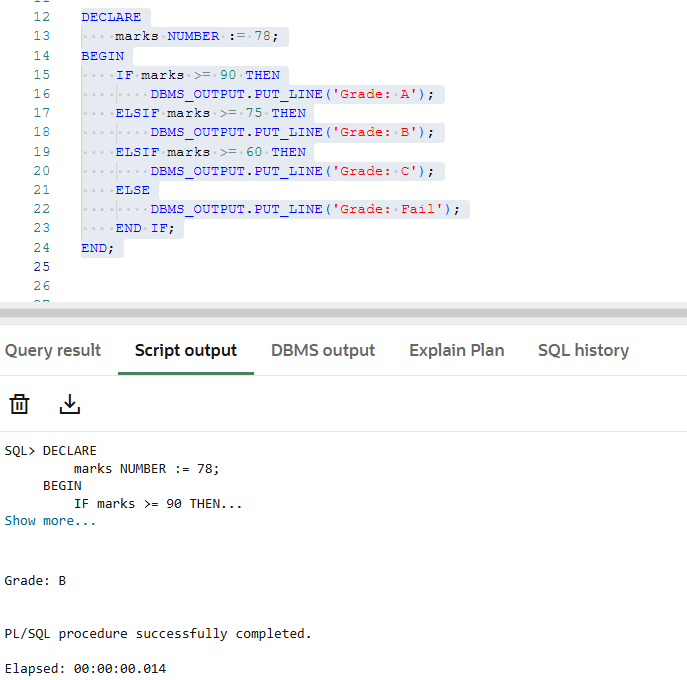 12 DECLARE
13 marks NUMBER := 78;
14 BEGIN
15 IF marks >= 90 THEN
16 DBMS_OUTPUT.PUT_LINE('Grade: A');
17 ELSIF marks >= 75 THEN
18 DBMS_OUTPUT.PUT_LINE('Grade: B');
19 ELSIF marks >= 60 THEN
20 DBMS_OUTPUT.PUT_LINE('Grade: C');
21 ELSE
22 DBMS_OUTPUT.PUT_LINE('Grade: Fail');
23 END IF;
24 END;
25
26
Query result Script output DBMS output Explain Plan SQL history
SQL> DECLARE
marks NUMBER := 78;
BEGIN
IF marks >= 90 THEN...
Show more...
Grade: B
PL/SQL procedure successfully completed.
Elapsed: 00:00:00.014